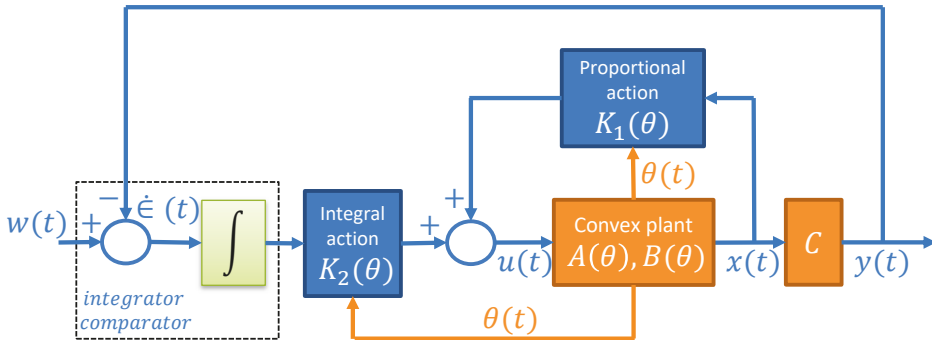 Proportional
action
K₁(θ)
θ(t)
w(t)
+
−
∈̇ (t)
∫
Integral
action
K₂(θ)
+
+
u(t)
Convex plant
A(θ), B(θ)
x(t)
C
y(t)
integrator
comparator
θ(t)